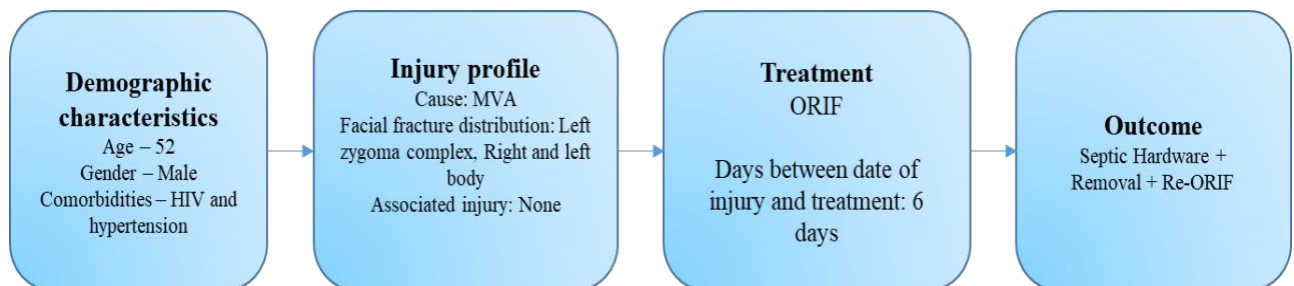 Demographic
characteristics
Age – 52
Gender – Male
Comorbidities – HIV and
hypertension
Injury profile
Cause: MVA
Facial fracture distribution: Left
zygoma complex, Right and left
body
Associated injury: None
Treatment
ORIF
Days between date of
injury and treatment: 6
days
Outcome
Septic Hardware +
Removal + Re-ORIF